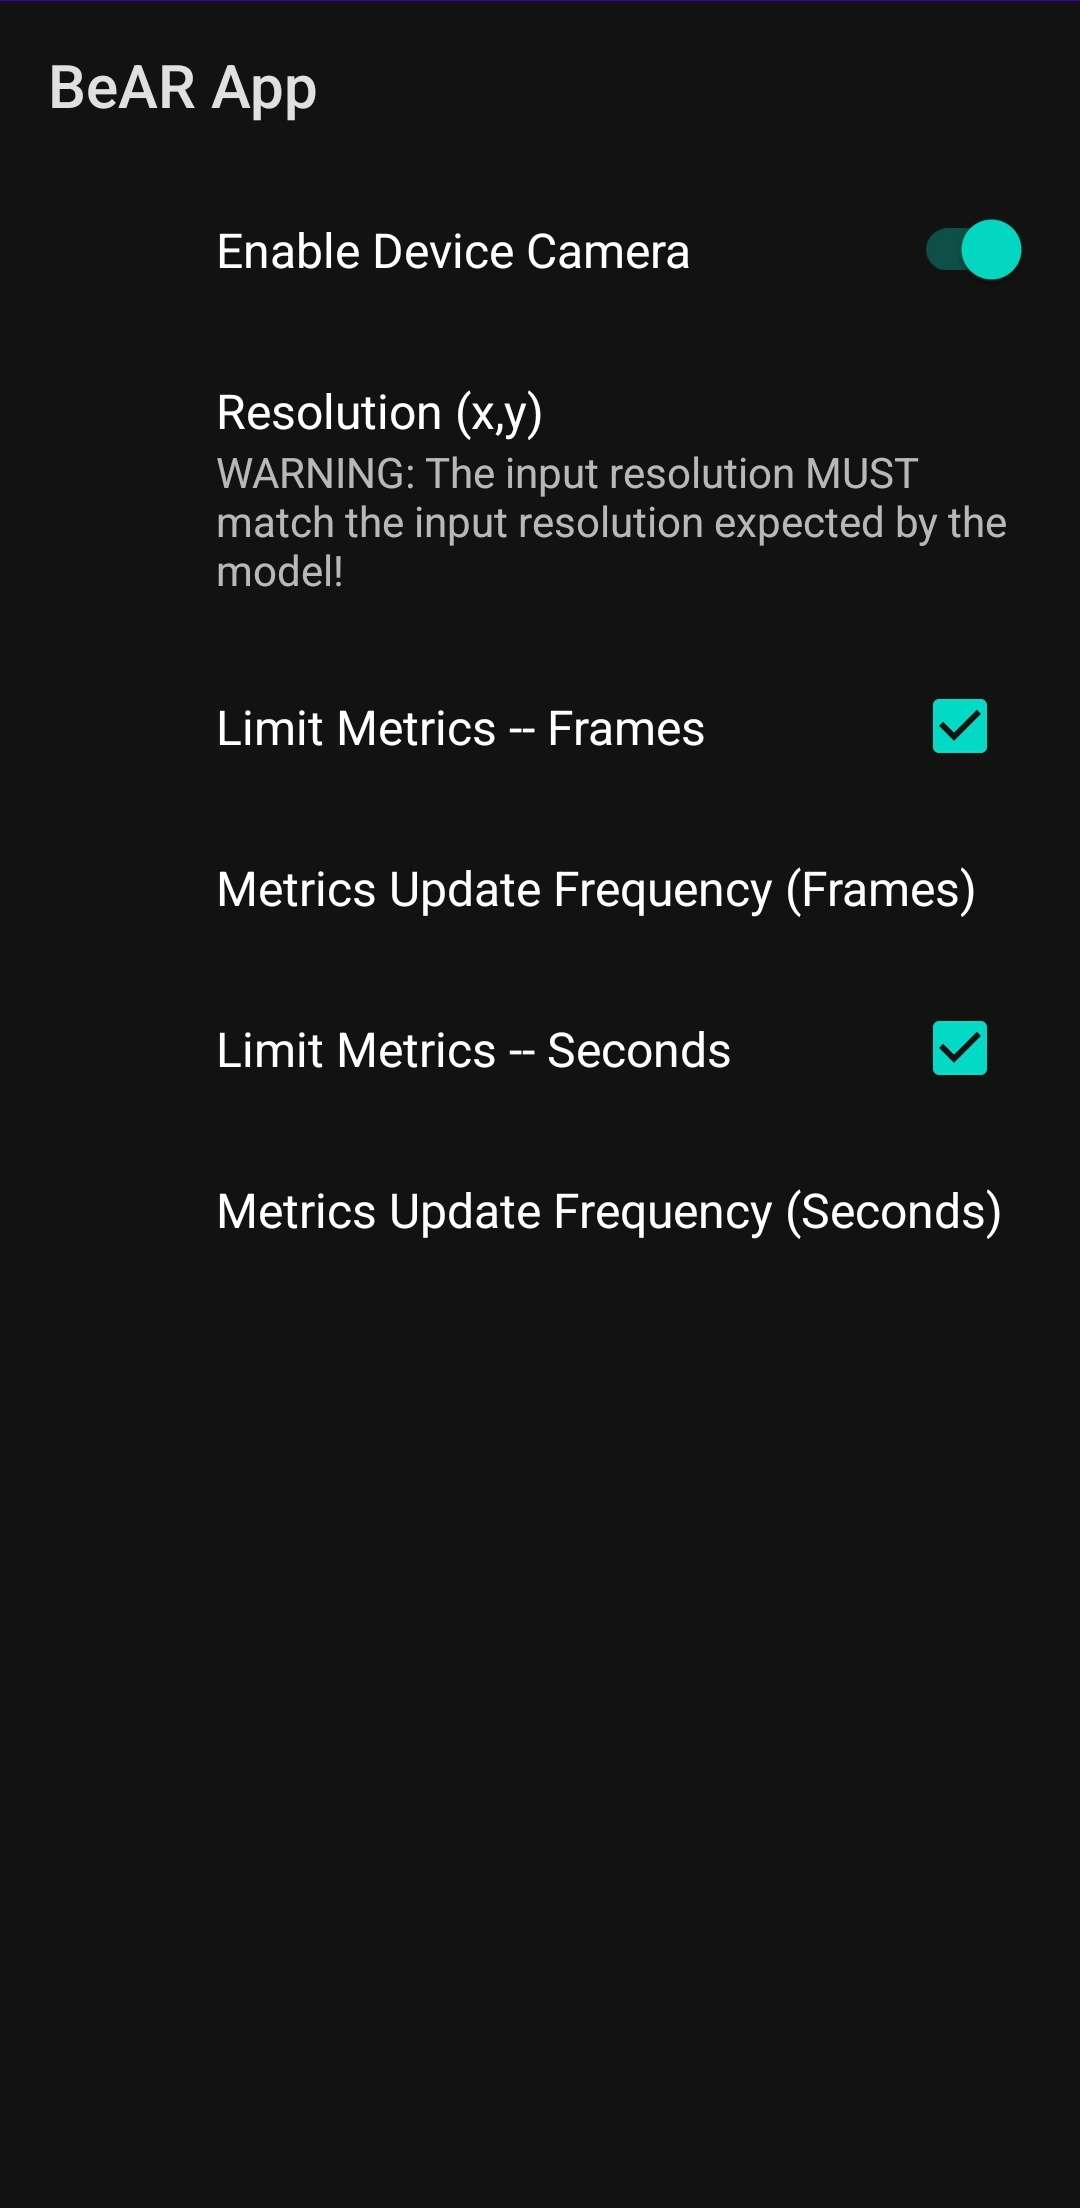 BeAR App
Enable Device Camera
Resolution (x,y)
WARNING: The input resolution MUST
match the input resolution expected by the
model!
Limit Metrics -- Frames
Metrics Update Frequency (Frames)
Limit Metrics -- Seconds
Metrics Update Frequency (Seconds)